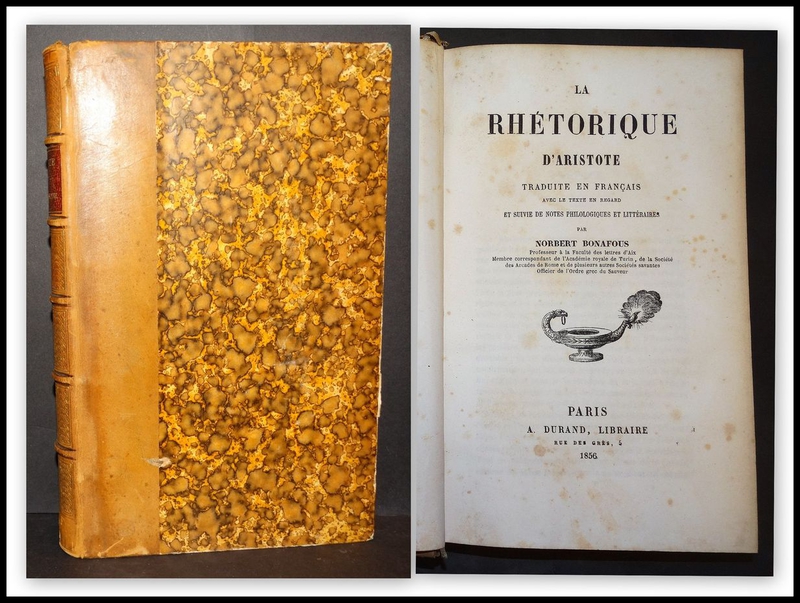 LA
RHÉTORIQUE
D'ARISTOTE
TRADUITE EN FRANÇAIS
AVEC LE TEXTE EN REGARD
ET SUIVIE DE NOTES PHILOLOGIQUES ET LITTÉRAIRES
PAR
NORBERT BONAFOUS
Professeur à la Faculté des lettres d'Aix
Membre correspondant de l'Académie royale de Turin, de la Société
des Arcades de Rome et de plusieurs autres Sociétés savantes
Officier de l'Ordre grec du Sauveur
PARIS
A. DURAND, LIBRAIRE
RUE DES GRÈS, 5
1856